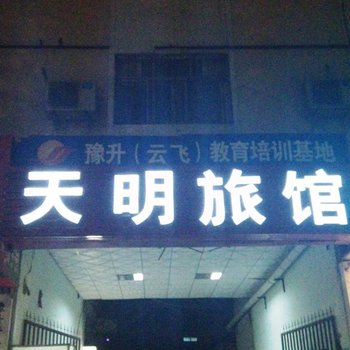 豫升（云飞）教育培训基地
天明旅馆